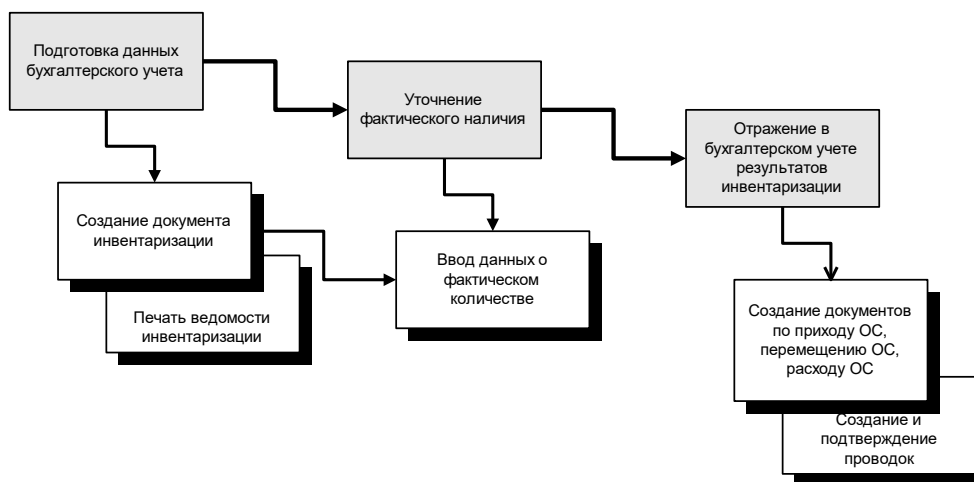 Подготовка данных
бухгалтерского учета
Уточнение
фактического наличия
Отражение в
бухгалтерском учете
результатов
инвентаризации
Создание документа
инвентаризации
Печать ведомости
инвентаризации
Ввод данных о
фактическом
количестве
Создание документов
по приходу ОС,
перемещению ОС,
расходу ОС
Создание и
подтверждение
проводок